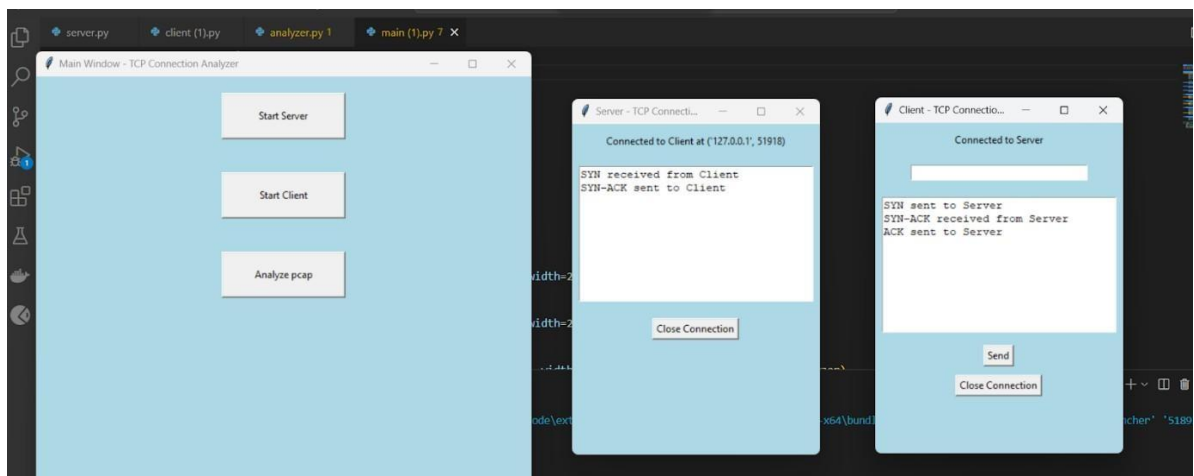 server.py
client (1).py
analyzer.py 1
main (1).py 7
Main Window - TCP Connection Analyzer
Start Server
Start Client
Analyze pcap
1
width=2
width=2
Server - TCP Connecti...
Connected to Client at ('127.0.0.1', 51918)
SYN received from Client
SYN-ACK sent to Client
Close Connection
Client - TCP Connectio...
Connected to Server
SYN sent to Server
SYN-ACK received from Server
ACK sent to Server
Send
Close Connection
ode\ext
-x64\bund
ncher' '5189